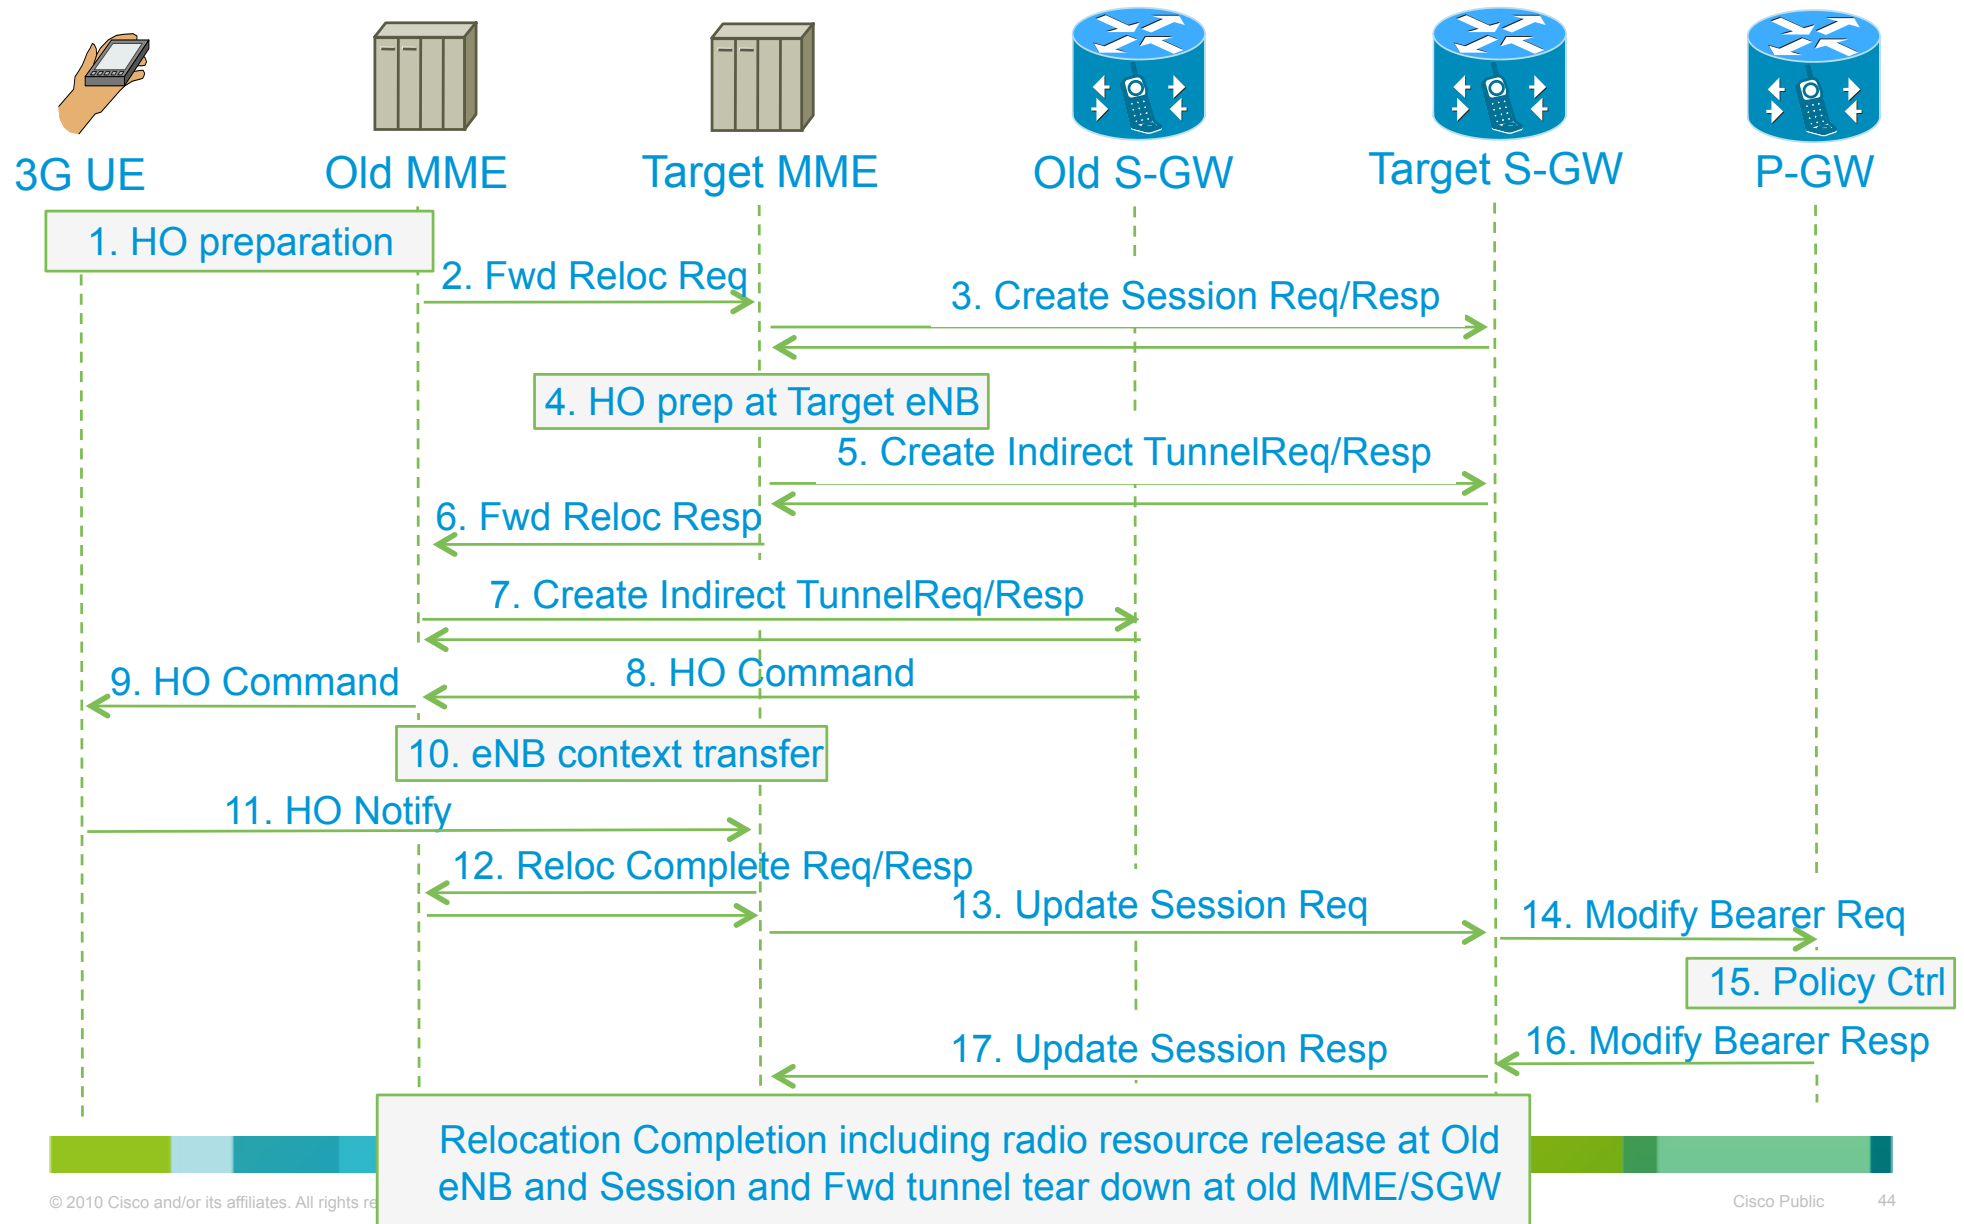 3G UE
Old MME
Target MME
Old S-GW
Target S-GW
P-GW
1. HO preparation
2. Fwd Reloc Req
3. Create Session Req/Resp
4. HO prep at Target eNB
5. Create Indirect TunnelReq/Resp
6. Fwd Reloc Resp
7. Create Indirect TunnelReq/Resp
8. HO Command
9. HO Command
10. eNB context transfer
11. HO Notify
12. Reloc Complete Req/Resp
13. Update Session Req
14. Modify Bearer Req
15. Policy Ctrl
16. Modify Bearer Resp
17. Update Session Resp
Relocation Completion including radio resource release at Old
eNB and Session and Fwd tunnel tear down at old MME/SGW
© 2010 Cisco and/or its affiliates. All rights re
Cisco Public
44